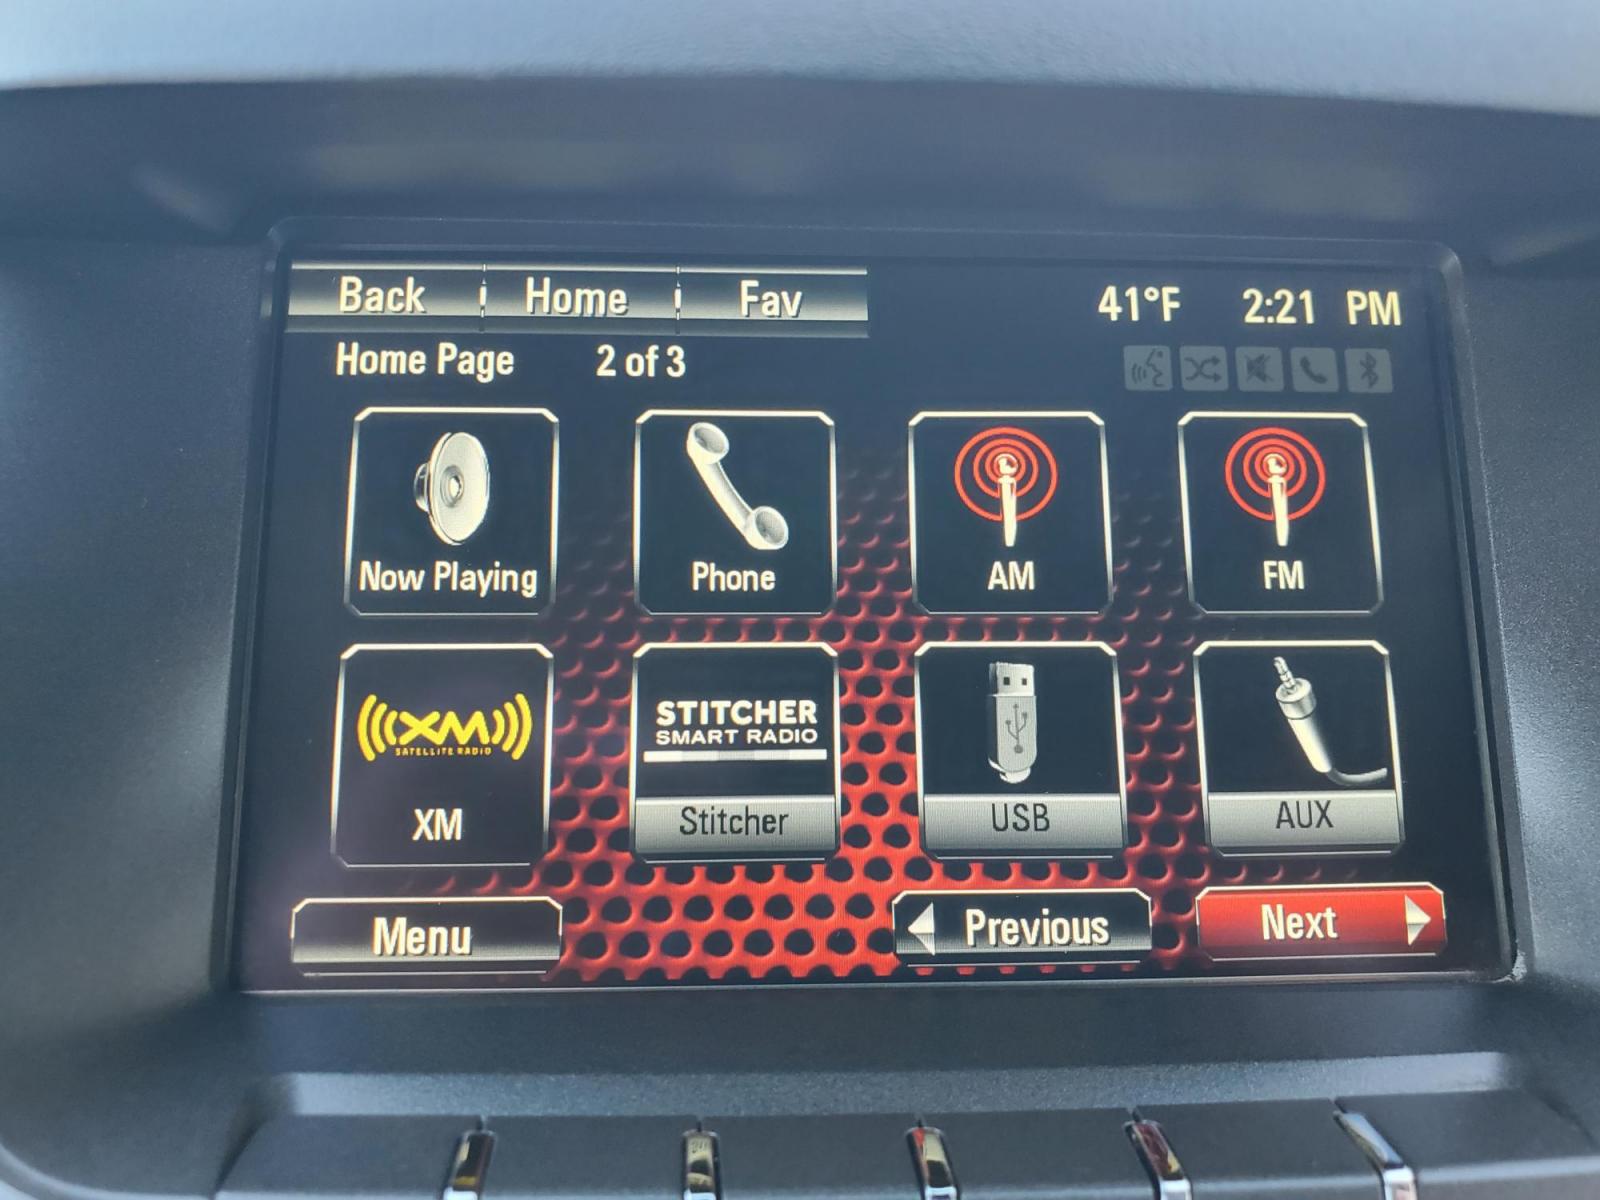 Back Home Fav 41°F 2:21 PM
Home Page 2 of 3
Now Playing Phone AM FM
XM
SATELLITE RADIO
STITCHER
SMART RADIO
XM Stitcher USB AUX
Menu Previous Next